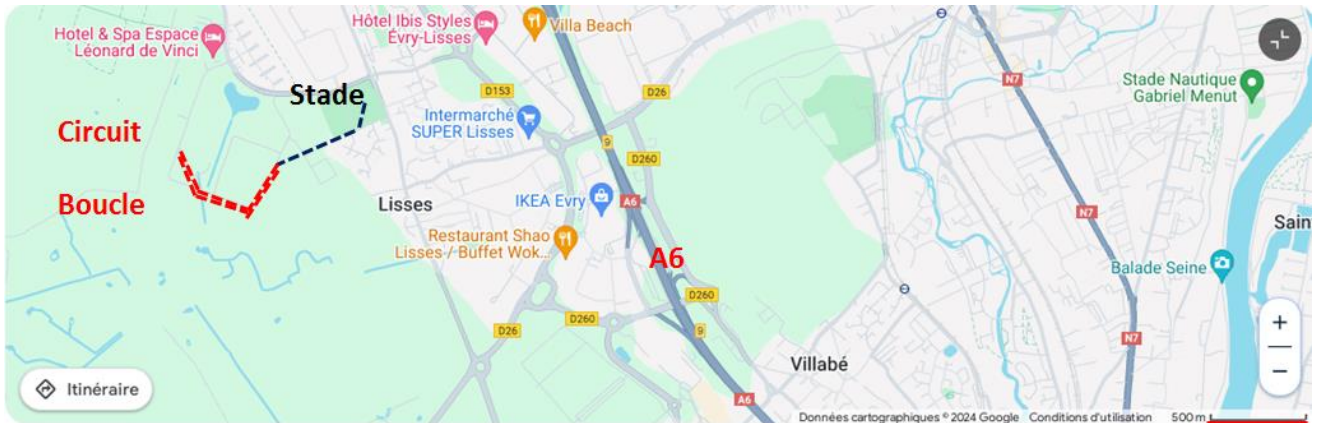 Hotel & Spa Espace
Léonard de Vinci
Hôtel Ibis Styles
Évry-Lisses
Villa Beach
N7
Stade Nautique
Gabriel Menut
Stade
D153
D26
Circuit
Intermarché
SUPER Lisses
9
D260
Boucle
Lisses
IKEA Evry
A6
N7
Sain
Restaurant Shao
Lisses / Buffet Wok...
A6
Balade Seine
D260
D26
D260
9
N7
+
Villabé
−
Itinéraire
A6
Données cartographiques © 2024 Google Conditions d'utilisation 500 m